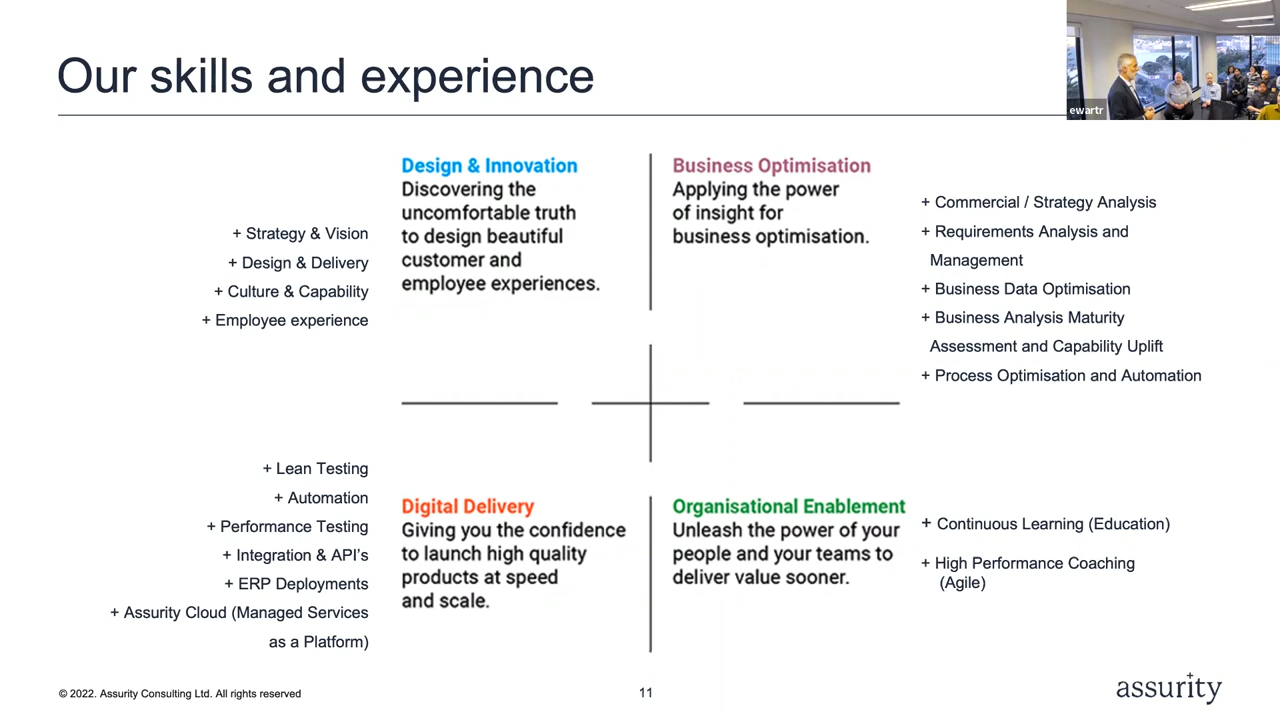 Our skills and experience
ewartr
+ Strategy & Vision
+ Design & Delivery
+ Culture & Capability
+ Employee experience
Design & Innovation
Discovering the
uncomfortable truth
to design beautiful
customer and
employee experiences.
Business Optimisation
Applying the power
of insight for
business optimisation.
+ Commercial / Strategy Analysis
+ Requirements Analysis and
Management
+ Business Data Optimisation
+ Business Analysis Maturity
Assessment and Capability Uplift
+ Process Optimisation and Automation
+ Lean Testing
+ Automation
+ Performance Testing
+ Integration & API's
+ ERP Deployments
+ Assurity Cloud (Managed Services
as a Platform)
Digital Delivery
Giving you the confidence
to launch high quality
products at speed
and scale.
Organisational Enablement
Unleash the power of your
people and your teams to
deliver value sooner.
+ Continuous Learning (Education)
+ High Performance Coaching
(Agile)
© 2022. Assurity Consulting Ltd. All rights reserved
11
assurity